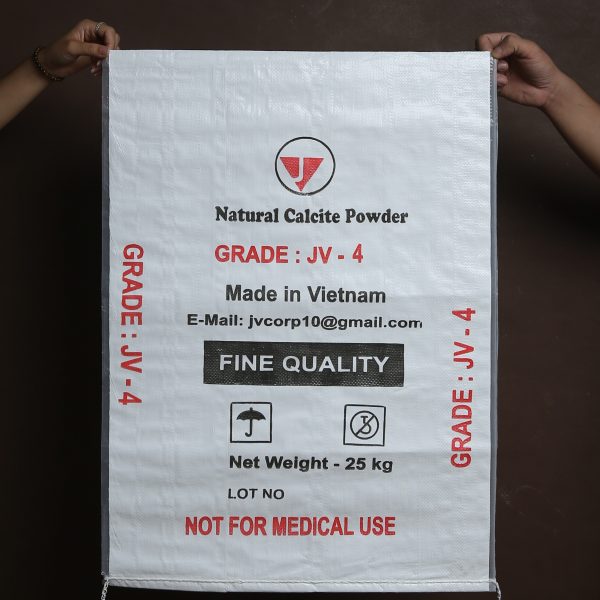 J
Natural Calcite Powder
GRADE : JV - 4
Made in Vietnam
E-Mail: jvcorp10@gmail.com
FINE QUALITY
Net Weight - 25 kg
LOT NO
NOT FOR MEDICAL USE
GRADE : JV - 4
GRADE : JV - 4